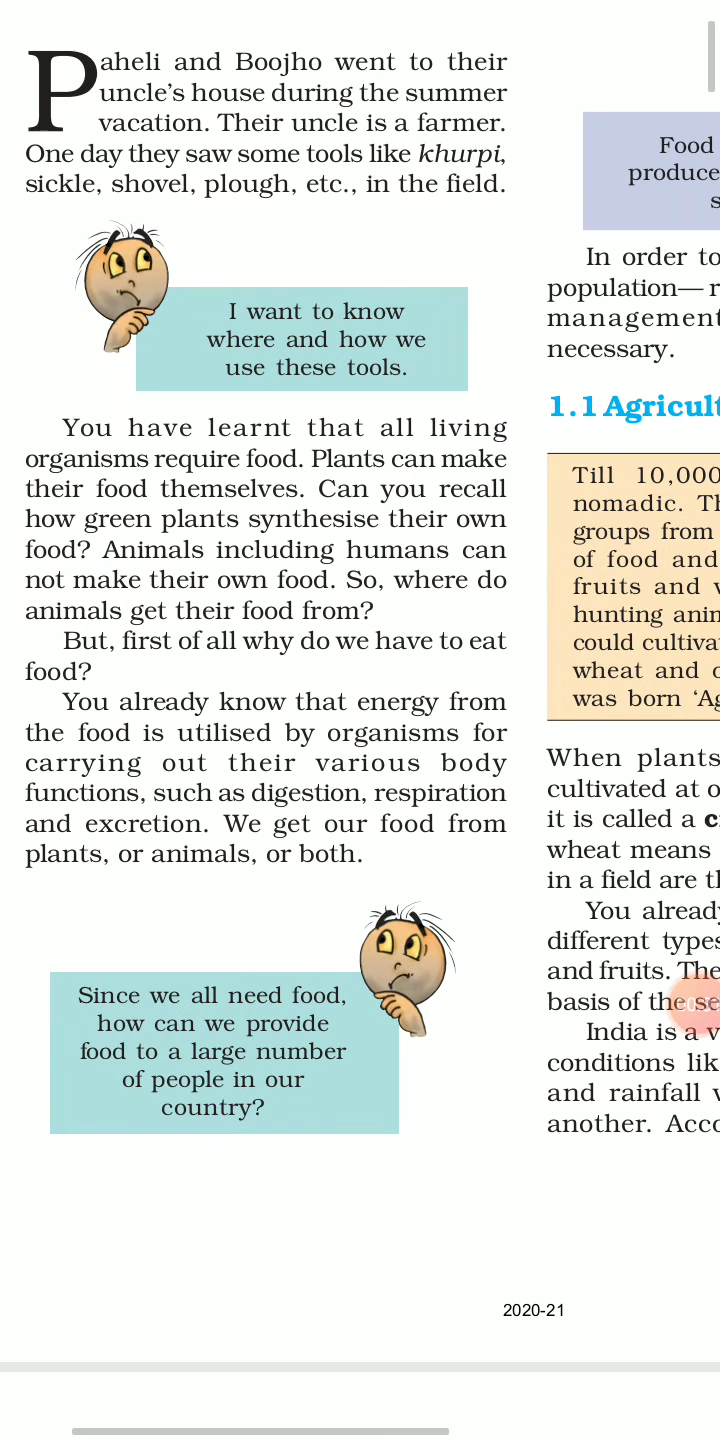 Paheli and Boojho went to their
uncle's house during the summer
vacation. Their uncle is a farmer.
One day they saw some tools like khurpi,
sickle, shovel, plough, etc., in the field.
I want to know
where and how we
use these tools.
You have learnt that all living
organisms require food. Plants can make
their food themselves. Can you recall
how green plants synthesise their own
food? Animals including humans can
not make their own food. So, where do
animals get their food from?
But, first of all why do we have to eat
food?
You already know that energy from
the food is utilised by organisms for
carrying out their various body
functions, such as digestion, respiration
and excretion. We get our food from
plants, or animals, or both.
Since we all need food,
how can we provide
food to a large number
of people in our
country?
Food
produce
s
In order to
population— r
management
necessary.
1.1 Agricult
Till 10,000
nomadic. Th
groups from
of food and
fruits and v
hunting anim
could cultivat
wheat and o
was born ‘Ag
When plants
cultivated at o
it is called a c
wheat means
in a field are th
You already
different types
and fruits. The
basis of the se
India is a v
conditions lik
and rainfall v
another. Acco
2020-21